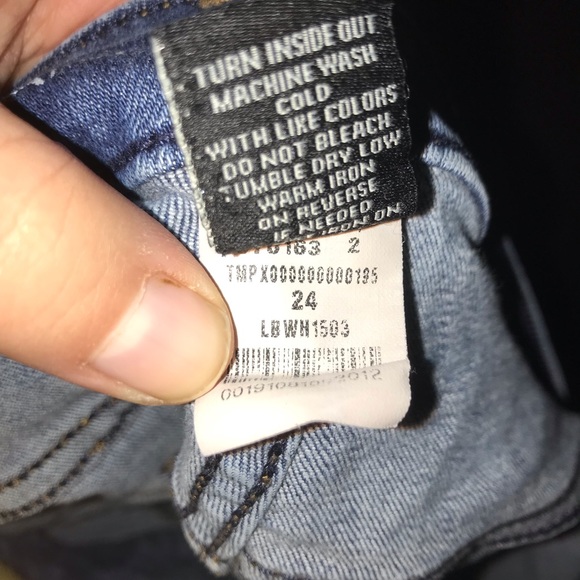 TURN INSIDE OUT
MACHINE WASH
COLD
WITH LIKE COLORS
DO NOT BLEACH
TUMBLE DRY LOW
WARM IRON
ON REVERSE
IF NEEDED
2
TMPX000000000195
24
LBWH1503